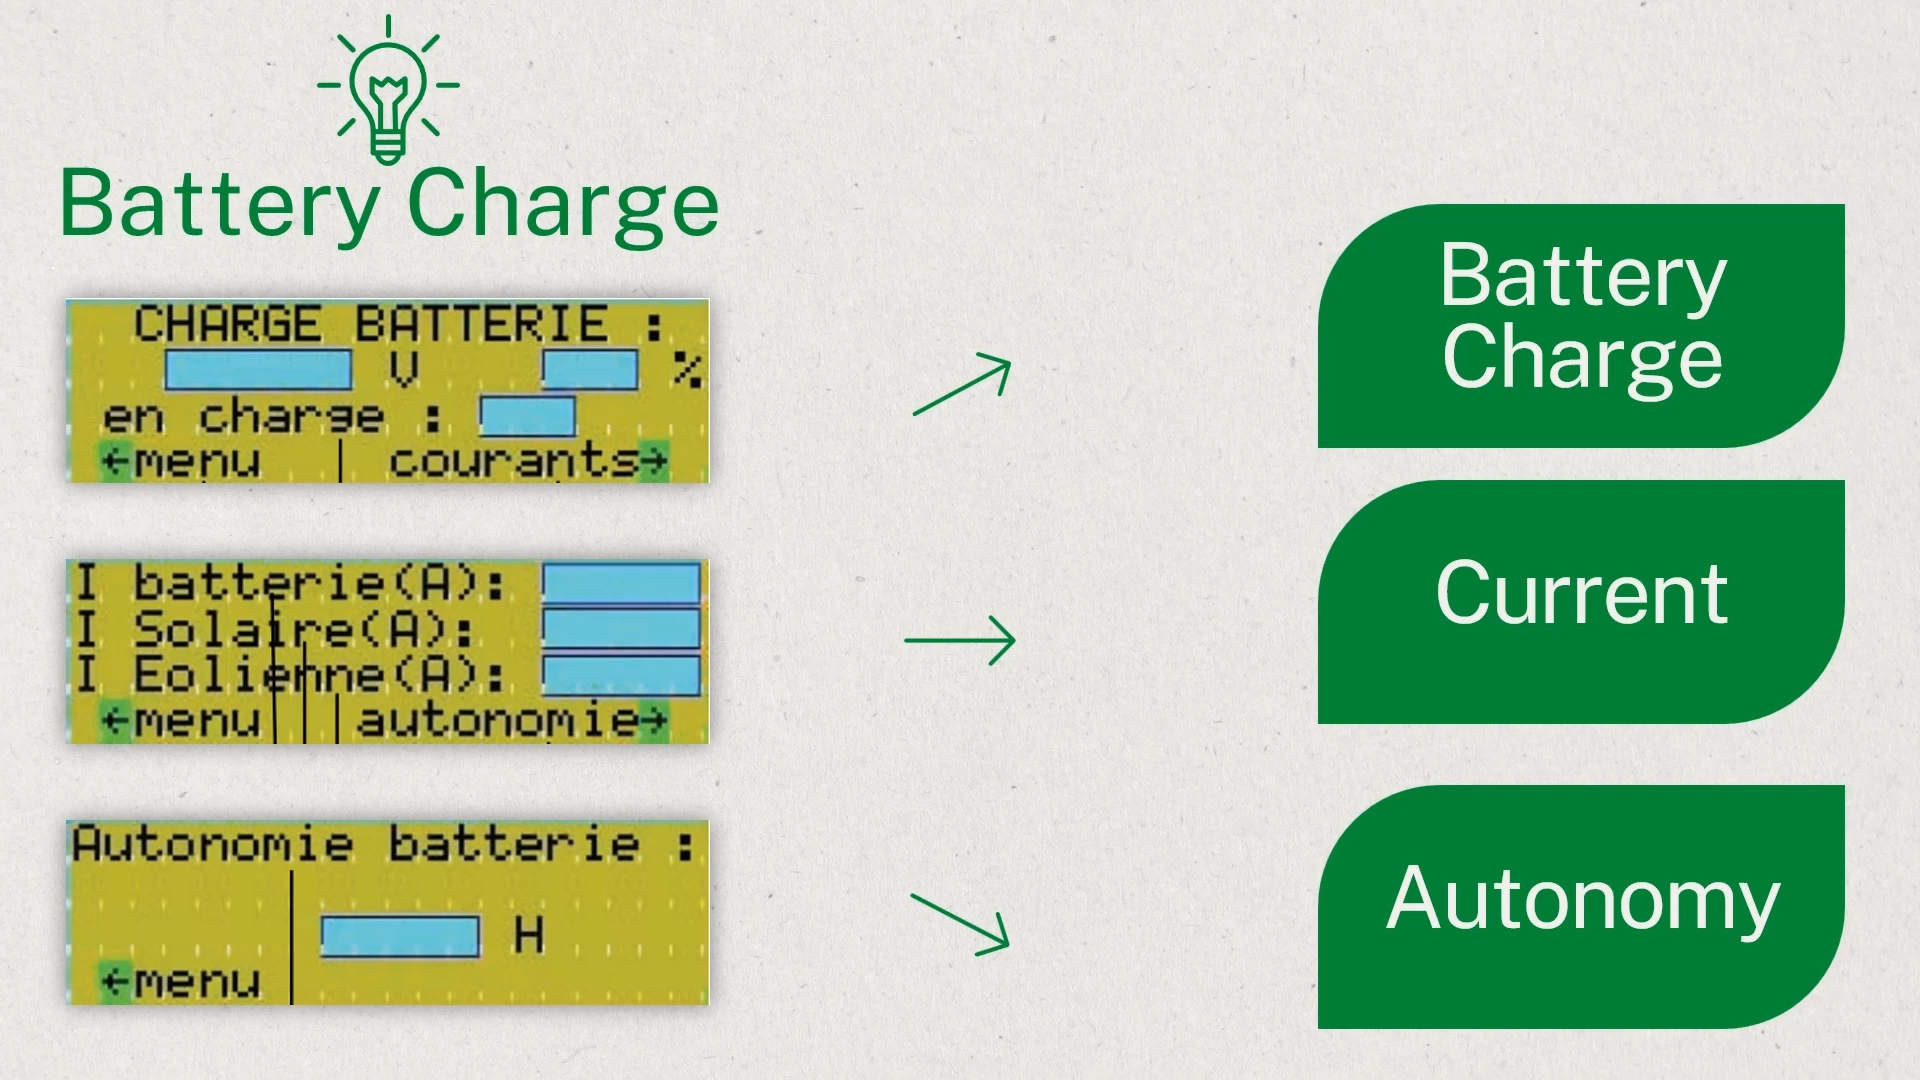 Battery Charge
CHARGE BATTERIE :
V %
en charge :
←menu | courants→
I batterie(A):
I Solaire(A):
I Eolienne(A):
←menu autonomie→
Autonomie batterie :
H
←menu
Battery
Charge
Current
Autonomy